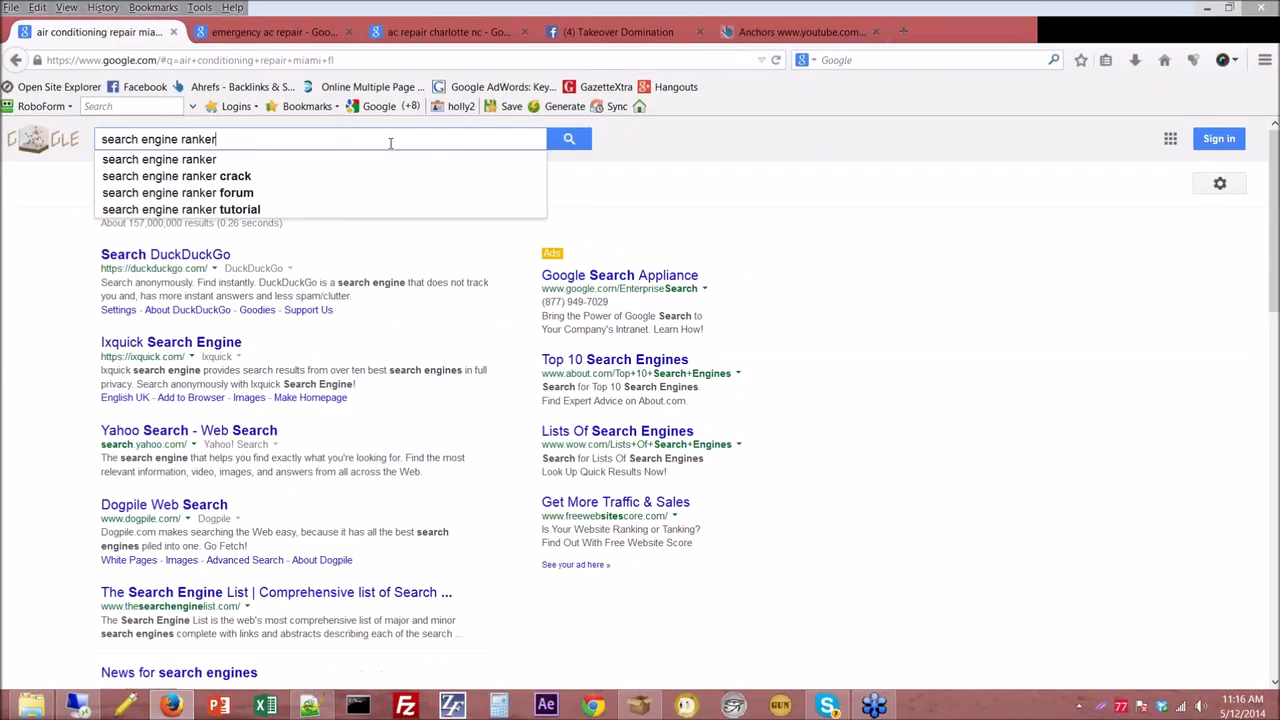 File Edit View History Bookmarks Tools Help
air conditioning repair mia...
emergency ac repair - Goo...
ac repair charlotte nc - Go...
(4) Takeover Domination
Anchors www.youtube.com...
https://www.google.com/#q=air+conditioning+repair+miami+fl
Google
Open Site Explorer
Facebook
Ahrefs - Backlinks & S...
Online Multiple Page ...
Google AdWords: Key...
GazetteXtra
Hangouts
RoboForm
Search
Logins
Bookmarks
Google (+8)
holly2
Save
Generate
Sync
search engine ranker
Sign in
search engine ranker
search engine ranker crack
search engine ranker forum
search engine ranker tutorial
About 157,000,000 results (0.26 seconds)
Search DuckDuckGo
https://duckduckgo.com/ DuckDuckGo
Search anonymously. Find instantly. DuckDuckGo is a search engine that does not track
you and, has more instant answers and less spam/clutter.
Settings - About DuckDuckGo - Goodies - Support Us
Ixquick Search Engine
https://ixquick.com/ Ixquick
Ixquick search engine provides search results from over ten best search engines in full
privacy. Search anonymously with Ixquick Search Engine!
English UK - Add to Browser - Images - Make Homepage
Yahoo Search - Web Search
search.yahoo.com/ Yahoo! Search
The search engine that helps you find exactly what you're looking for. Find the most
relevant information, video, images, and answers from all across the Web.
Dogpile Web Search
www.dogpile.com/ Dogpile
Dogpile.com makes searching the Web easy, because it has all the best search
engines piled into one. Go Fetch!
White Pages - Images - Advanced Search - About Dogpile
The Search Engine List | Comprehensive list of Search ...
www.thesearchenginelist.com/
The Search Engine List is the web's most comprehensive list of major and minor
search engines complete with links and abstracts describing each of the search ...
News for search engines
Ads
Google Search Appliance
www.google.com/EnterpriseSearch
(877) 949-7029
Bring the Power of Google Search to
Your Company's Intranet. Learn How!
Top 10 Search Engines
www.about.com/Top+10+Search+Engines
Search for Top 10 Search Engines.
Find Expert Advice on About.com.
Lists Of Search Engines
www.wow.com/Lists+Of+Search+Engines
Search for Lists Of Search Engines
Look Up Quick Results Now!
Get More Traffic & Sales
www.freewebsitescore.com/
Is Your Website Ranking or Tanking?
Find Out With Free Website Score
See your ad here »
77
GUN
11:16 AM
5/12/2014